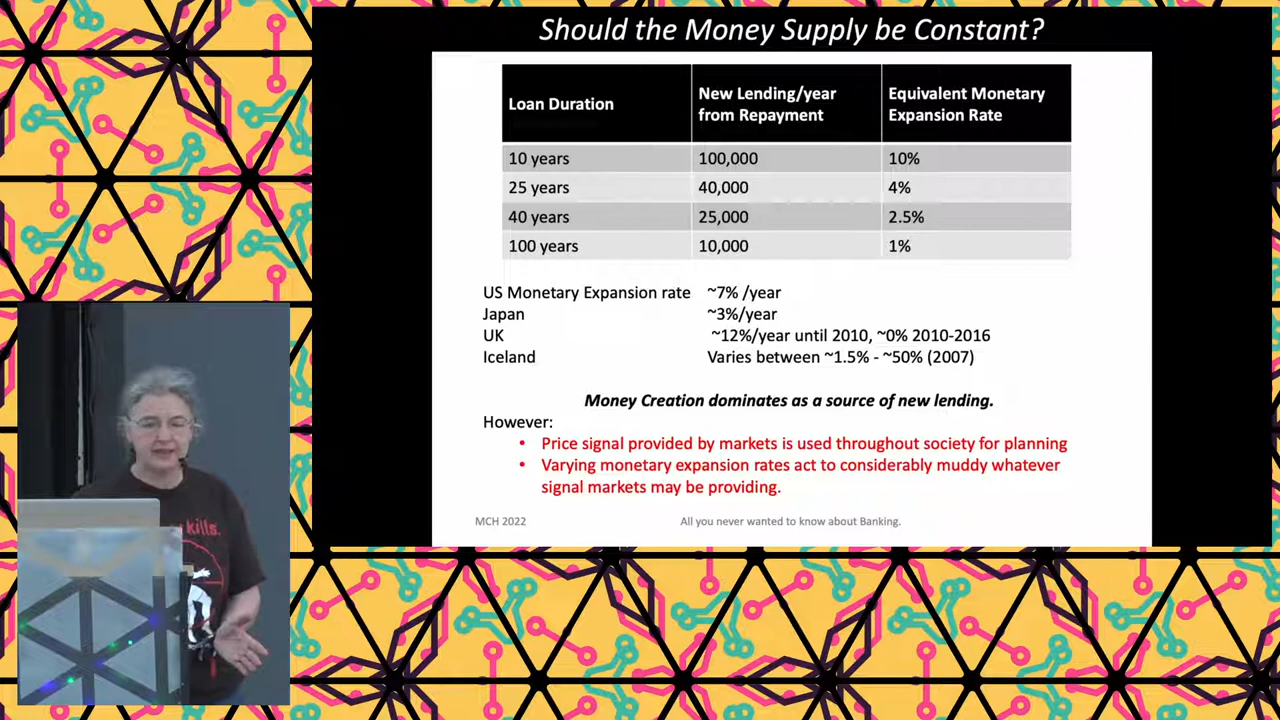 Should the Money Supply be Constant?
Loan Duration
New Lending/year
from Repayment
Equivalent Monetary
Expansion Rate
10 years 100,000 10%
25 years 40,000 4%
40 years 25,000 2.5%
100 years 10,000 1%
US Monetary Expansion rate ~7% /year
Japan ~3%/year
UK ~12%/year until 2010, ~0% 2010-2016
Iceland Varies between ~1.5% - ~50% (2007)
Money Creation dominates as a source of new lending.
However:
• Price signal provided by markets is used throughout society for planning
• Varying monetary expansion rates act to considerably muddy whatever
signal markets may be providing.
MCH 2022 All you never wanted to know about Banking.
kills.